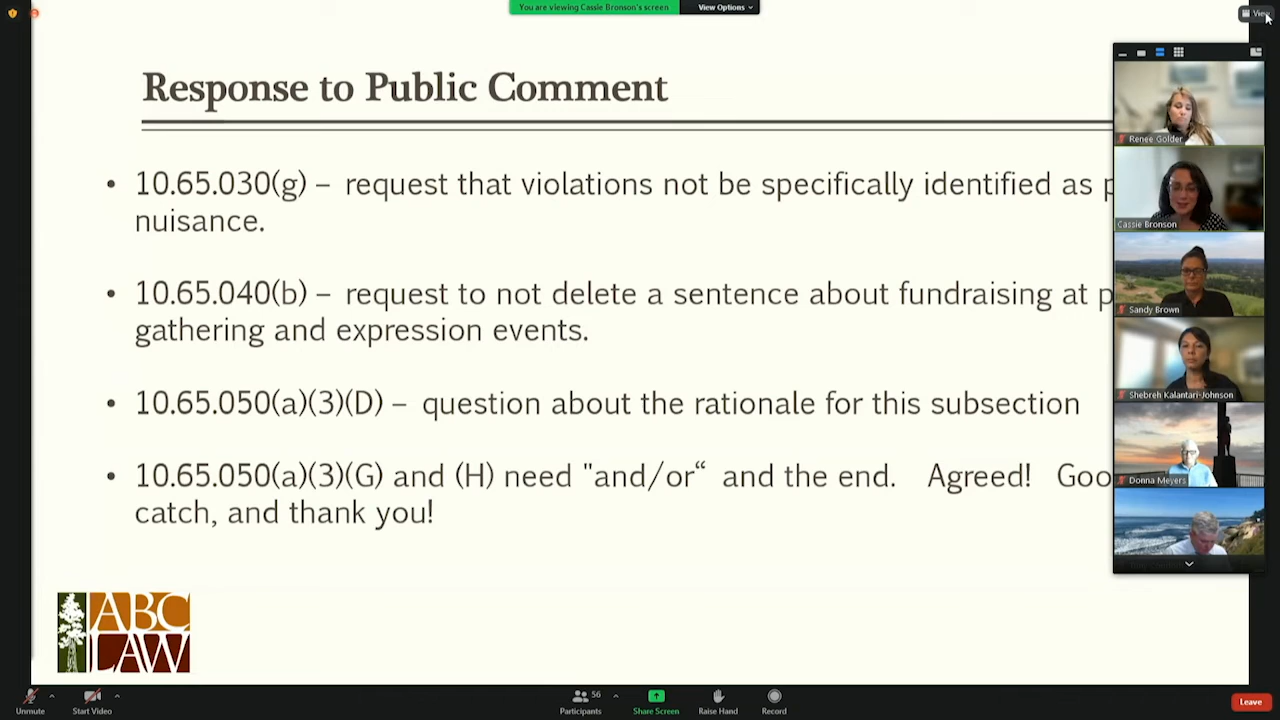 You are viewing Cassie Bronson's screen
View Options
View
Response to Public Comment
• 10.65.030(g) – request that violations not be specifically identified as
nuisance.
• 10.65.040(b) – request to not delete a sentence about fundraising at
gathering and expression events.
• 10.65.050(a)(3)(D) – question about the rationale for this subsection
• 10.65.050(a)(3)(G) and (H) need "and/or“ and the end. Agreed! Goo
catch, and thank you!
ABC
LAW
Renee Golder
Cassie Bronson
Sandy Brown
Shebreh Kalantari-Johnson
Donna Meyers
Unmute
Start Video
56
Participants
Share Screen
Raise Hand
Record
Leave